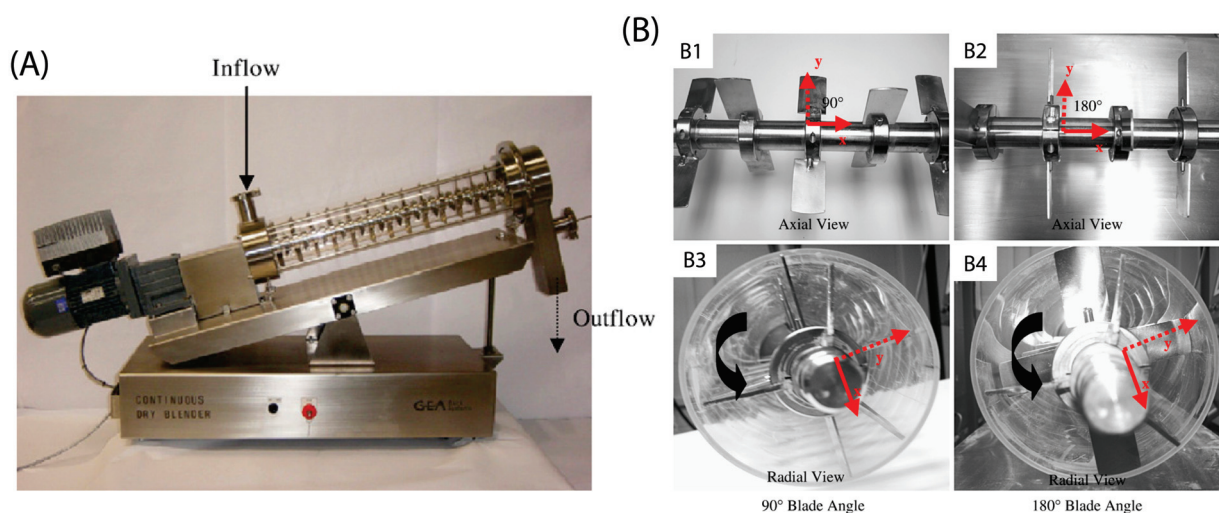 (A)
Inflow
Outflow
CONTINUOUS
DRY BLENDER
GEA
(B)
B1
y
90°
x
Axial View
B2
y
180°
x
Axial View
B3
y
x
Radial View
90° Blade Angle
B4
y
x
Radial View
180° Blade Angle